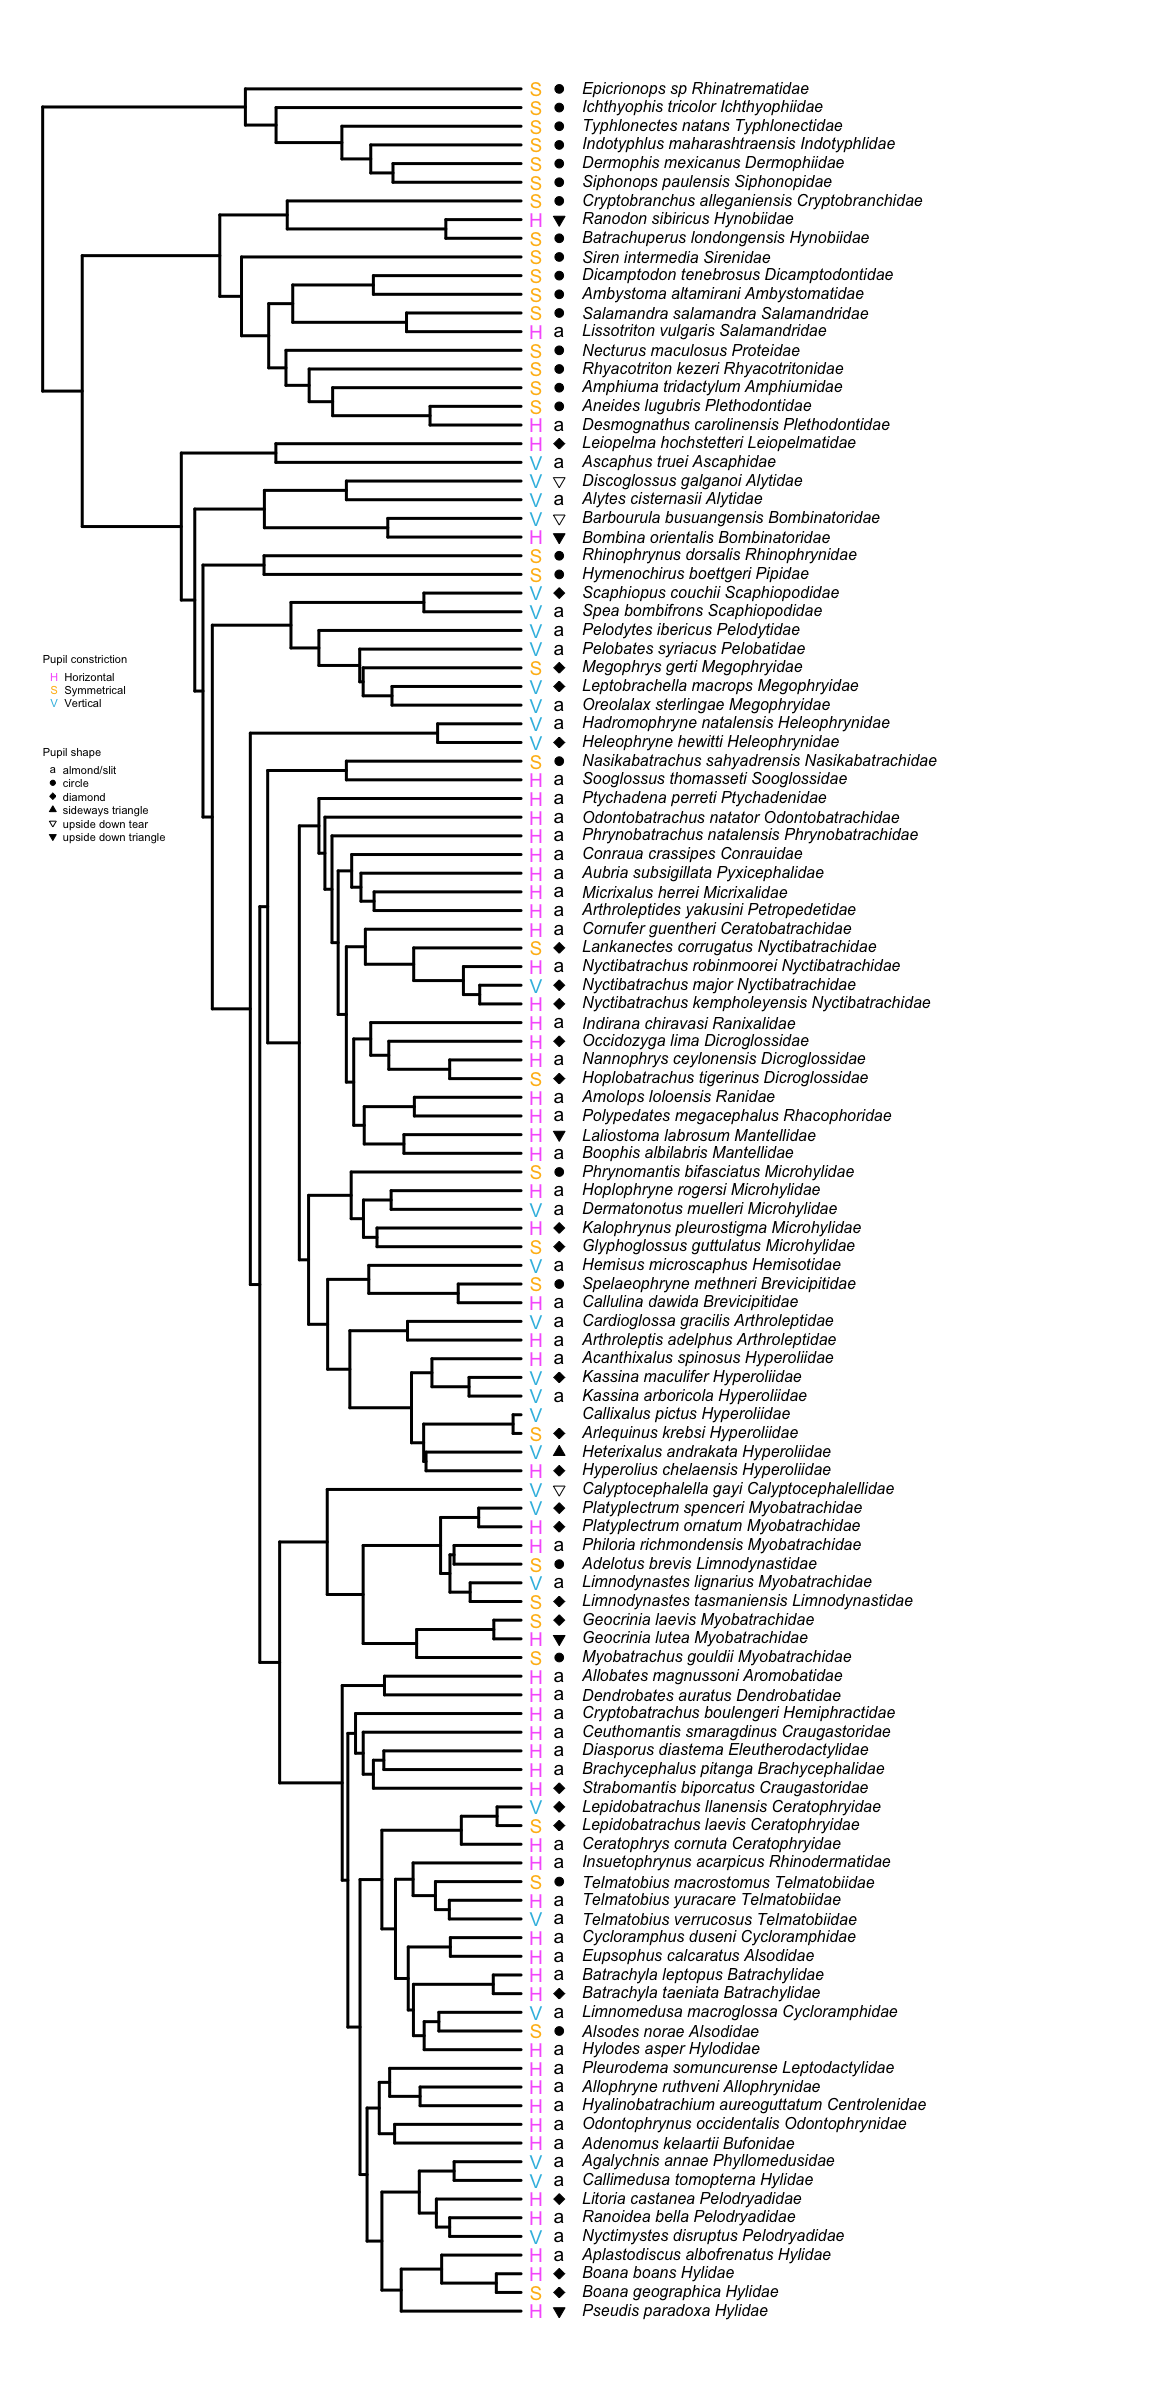 S Epicrionops sp Rhinatrematidae
S Ichthyophis tricolor Ichthyophiidae
S Typhlonectes natans Typhlonectidae
S Indotyphlus maharashtraensis Indotyphlidae
S Dermophis mexicanus Dermophiidae
S Siphonops paulensis Siphonopidae
S Cryptobranchus alleganiensis Cryptobranchidae
H Ranodon sibiricus Hynobiidae
S Batrachuperus londongensis Hynobiidae
S Siren intermedia Sirenidae
S Dicamptodon tenebrosus Dicamptodontidae
S Ambystoma altamirani Ambystomatidae
S Salamandra salamandra Salamandridae
H a Lissotriton vulgaris Salamandridae
S Necturus maculosus Proteidae
S Rhyacotriton kezeri Rhyacotritonidae
S Amphiuma tridactylum Amphiumidae
S Aneides lugubris Plethodontidae
H a Desmognathus carolinensis Plethodontidae
H Leiopelma hochstetteri Leiopelmatidae
V a Ascaphus truei Ascaphidae
V Discoglossus galganoi Alytidae
V a Alytes cisternasii Alytidae
V Barbourula busuangensis Bombinatoridae
H Bombina orientalis Bombinatoridae
S Rhinophrynus dorsalis Rhinophrynidae
S Hymenochirus boettgeri Pipidae
V Scaphiopus couchii Scaphiopodidae
V a Spea bombifrons Scaphiopodidae
V a Pelodytes ibericus Pelodytidae
V a Pelobates syriacus Pelobatidae
S Megophrys gerti Megophryidae
V Leptobrachella macrops Megophryidae
V a Oreolalax sterlingae Megophryidae
V a Hadromophryne natalensis Heleophrynidae
V Heleophryne hewitti Heleophrynidae
S Nasikabatrachus sahyadrensis Nasikabatrachidae
H a Sooglossus thomasseti Sooglossidae
H a Ptychadena perreti Ptychadenidae
H a Odontobatrachus natator Odontobatrachidae
H a Phrynobatrachus natalensis Phrynobatrachidae
H a Conraua crassipes Conrauidae
H a Aubria subsigillata Pyxicephalidae
H a Micrixalus herrei Micrixalidae
H a Arthroleptides yakusini Petropedetidae
H a Cornufer guentheri Ceratobatrachidae
S Lankanectes corrugatus Nyctibatrachidae
H a Nyctibatrachus robinmoorei Nyctibatrachidae
V Nyctibatrachus major Nyctibatrachidae
H Nyctibatrachus kempholeyensis Nyctibatrachidae
H a Indirana chiravasi Ranixalidae
H Occidozyga lima Dicroglossidae
H a Nannophrys ceylonensis Dicroglossidae
S Hoplobatrachus tigerinus Dicroglossidae
H a Amolops loloensis Ranidae
H a Polypedates megacephalus Rhacophoridae
H Laliostoma labrosum Mantellidae
H a Boophis albilabris Mantellidae
S Phrynomantis bifasciatus Microhylidae
H a Hoplophryne rogersi Microhylidae
V a Dermatonotus muelleri Microhylidae
H Kalophrynus pleurostigma Microhylidae
S Glyphoglossus guttulatus Microhylidae
V a Hemisus microscaphus Hemisotidae
S Spelaeophryne methneri Brevicipitidae
H a Callulina dawida Brevicipitidae
V a Cardioglossa gracilis Arthroleptidae
H a Arthroleptis adelphus Arthroleptidae
H a Acanthixalus spinosus Hyperoliidae
V Kassina maculifer Hyperoliidae
V a Kassina arboricola Hyperoliidae
V Callixalus pictus Hyperoliidae
S Arlequinus krebsi Hyperoliidae
V Heterixalus andrakata Hyperoliidae
H Hyperolius chelaensis Hyperoliidae
V Calyptocephalella gayi Calyptocephalellidae
V Platyplectrum spenceri Myobatrachidae
H Platyplectrum ornatum Myobatrachidae
H a Philoria richmondensis Myobatrachidae
S Adelotus brevis Limnodynastidae
V a Limnodynastes lignarius Myobatrachidae
S Limnodynastes tasmaniensis Limnodynastidae
S Geocrinia laevis Myobatrachidae
H Geocrinia lutea Myobatrachidae
S Myobatrachus gouldii Myobatrachidae
H a Allobates magnussoni Aromobatidae
H a Dendrobates auratus Dendrobatidae
H a Cryptobatrachus boulengeri Hemiphractidae
H a Ceuthomantis smaragdinus Craugastoridae
H a Diasporus diastema Eleutherodactylidae
H a Brachycephalus pitanga Brachycephalidae
H Strabomantis biporcatus Craugastoridae
V Lepidobatrachus llanensis Ceratophryidae
S Lepidobatrachus laevis Ceratophryidae
H a Ceratophrys cornuta Ceratophryidae
H a Insuetophrynus acarpicus Rhinodermatidae
S Telmatobius macrostomus Telmatobiidae
H a Telmatobius yuracare Telmatobiidae
V a Telmatobius verrucosus Telmatobiidae
H a Cycloramphus duseni Cycloramphidae
H a Eupsophus calcaratus Alsodidae
H a Batrachyla leptopus Batrachylidae
H Batrachyla taeniata Batrachylidae
V a Limnomedusa macroglossa Cycloramphidae
S Alsodes norae Alsodidae
H a Hylodes asper Hylodidae
H a Pleurodema somuncurense Leptodactylidae
H a Allophryne ruthveni Allophrynidae
H a Hyalinobatrachium aureoguttatum Centrolenidae
H a Odontophrynus occidentalis Odontophrynidae
H a Adenomus kelaartii Bufonidae
V a Agalychnis annae Phyllomedusidae
V a Callimedusa tomopterna Hylidae
H Litoria castanea Pelodryadidae
H a Ranoidea bella Pelodryadidae
V a Nyctimystes disruptus Pelodryadidae
H a Aplastodiscus albofrenatus Hylidae
H Boana boans Hylidae
S Boana geographica Hylidae
H Pseudis paradoxa Hylidae
Pupil constriction
H Horizontal
S Symmetrical
V Vertical
Pupil shape
a almond/slit
circle
diamond
sideways triangle
upside down tear
upside down triangle